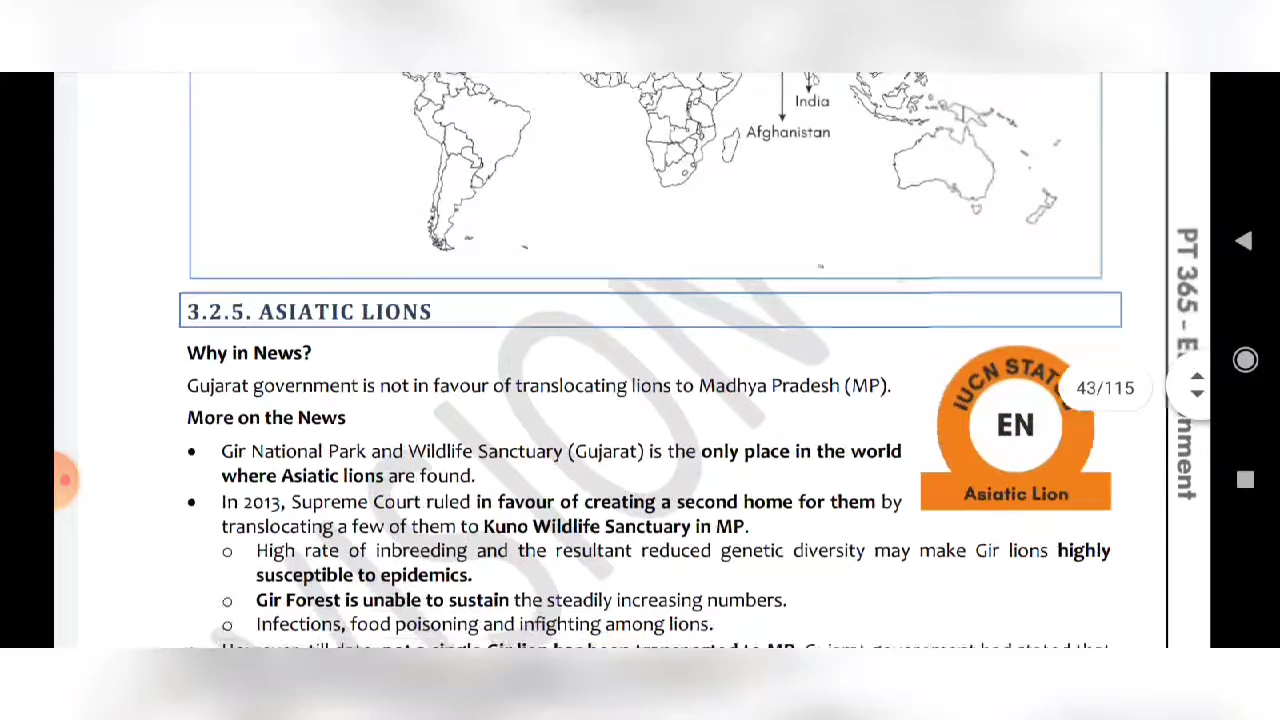 India
Afghanistan
3.2.5. ASIATIC LIONS
Why in News?
Gujarat government is not in favour of translocating lions to Madhya Pradesh (MP).
More on the News
• Gir National Park and Wildlife Sanctuary (Gujarat) is the only place in the world
where Asiatic lions are found.
• In 2013, Supreme Court ruled in favour of creating a second home for them by
translocating a few of them to Kuno Wildlife Sanctuary in MP.
o High rate of inbreeding and the resultant reduced genetic diversity may make Gir lions highly
susceptible to epidemics.
o Gir Forest is unable to sustain the steadily increasing numbers.
o Infections, food poisoning and infighting among lions.
IUCN STAT
EN
Asiatic Lion
43/115
PT 365 - E
nment
VISION